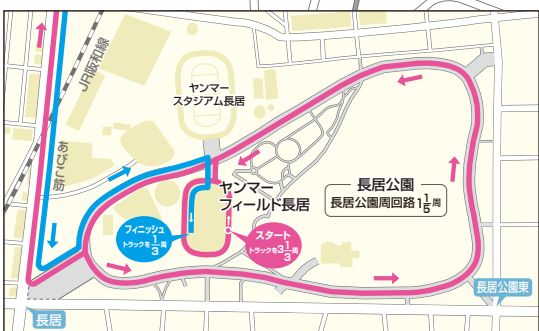 JR阪和線
あびこ筋
ヤンマー
スタジアム長居
ヤンマー
フィールド長居
フィニッシュ
トラックを1/3周
スタート
トラックを3 1/3周
長居公園
長居公園周回路1 1/5周
長居
長居公園東